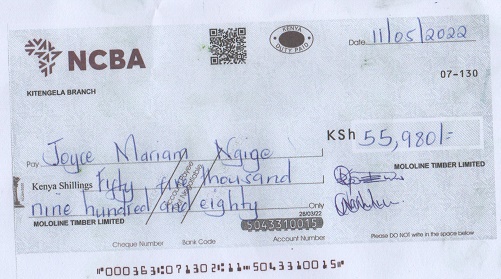 KENYA
DUTY PAID
Date 11/05/2022
NCBA
07-130
KITENGELA BRANCH
KSh 55,980/=
Pay Joyce Mariam Ngige
MOLOLINE TIMBER LIMITED
Kenya Shillings Fifty five thousand
nine hundred and eighty Only
28/03/22
MOLOLINE TIMBER LIMITED 5043310015
Cheque Number Bank Code Account Number
Please DO NOT write in the space below
⑈000363⑆071302⑆11⑉5043310015⑈